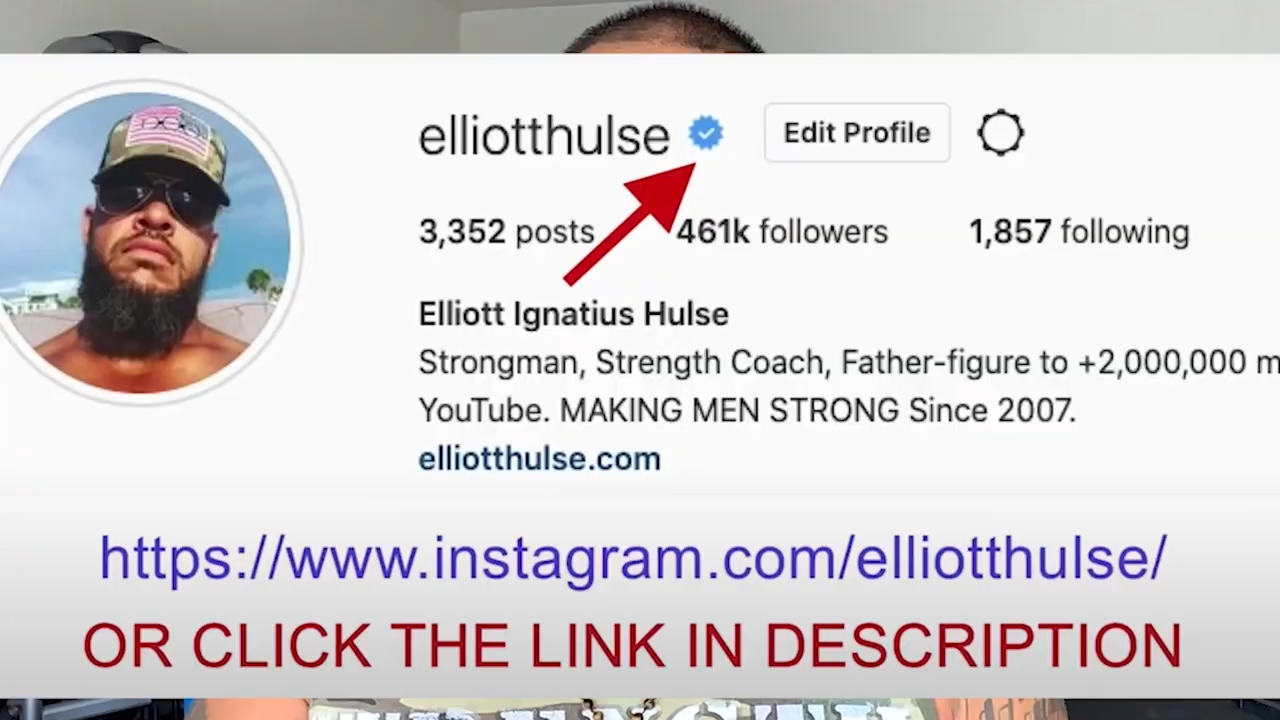 elliotthulse Edit Profile
3,352 posts 461k followers 1,857 following
Elliott Ignatius Hulse
Strongman, Strength Coach, Father-figure to +2,000,000 m
YouTube. MAKING MEN STRONG Since 2007.
elliotthulse.com
https://www.instagram.com/elliotthulse/
OR CLICK THE LINK IN DESCRIPTION